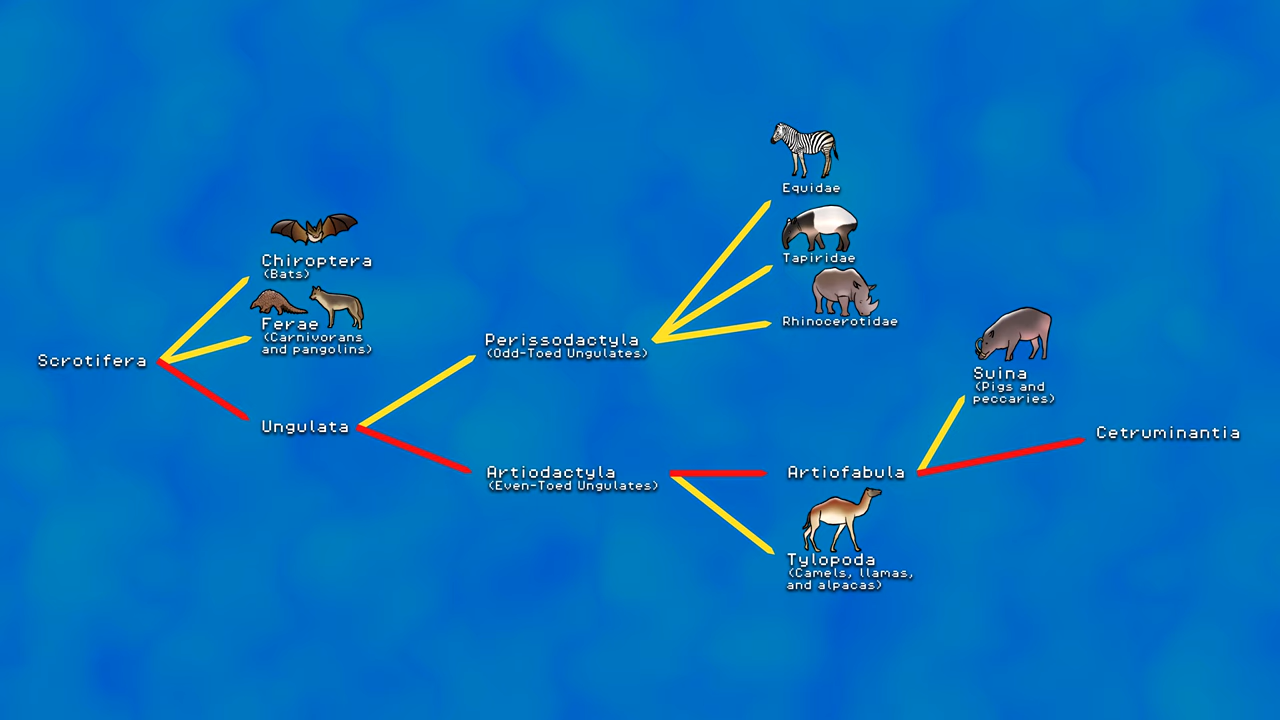 Scrotifera
Chiroptera
(Bats)
Ferae
(Carnivorans
and pangolins)
Ungulata
Perissodactyla
(Odd-Toed Ungulates)
Artiodactyla
(Even-Toed Ungulates)
Equidae
Tapiridae
Rhinocerotidae
Artiofabula
Tylopoda
(Camels, llamas,
and alpacas)
Suina
(Pigs and
peccaries)
Cetruminantia